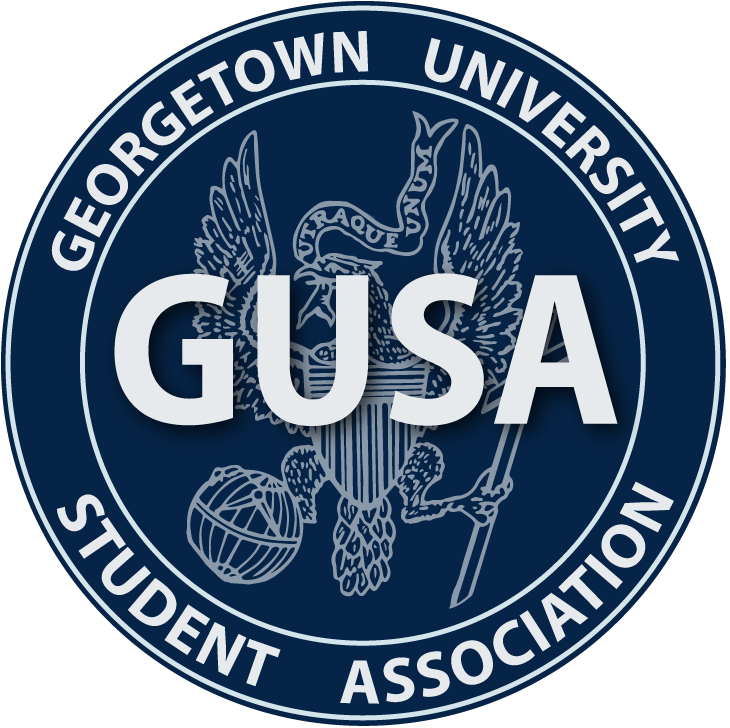 GEORGETOWN UNIVERSITY
UTRAQUE UNUM
GUSA
STUDENT ASSOCIATION